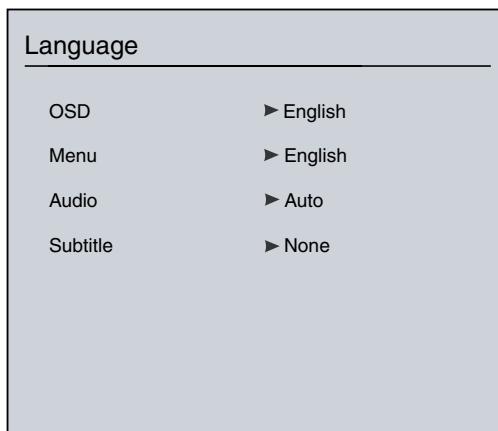 Language
OSD ► English
Menu ► English
Audio ► Auto
Subtitle ► None